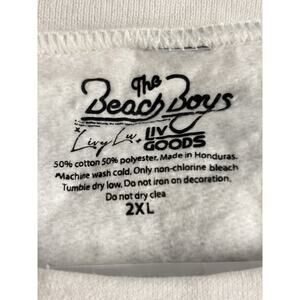 The
Beach Boys
Livy Lu + LIV
GOODS
50% cotton 50% polyester. Made in Honduras.
*Machine wash cold. Only non-chlorine bleach
Tumble dry low. Do not iron on decoration.
Do not dry clea
2XL